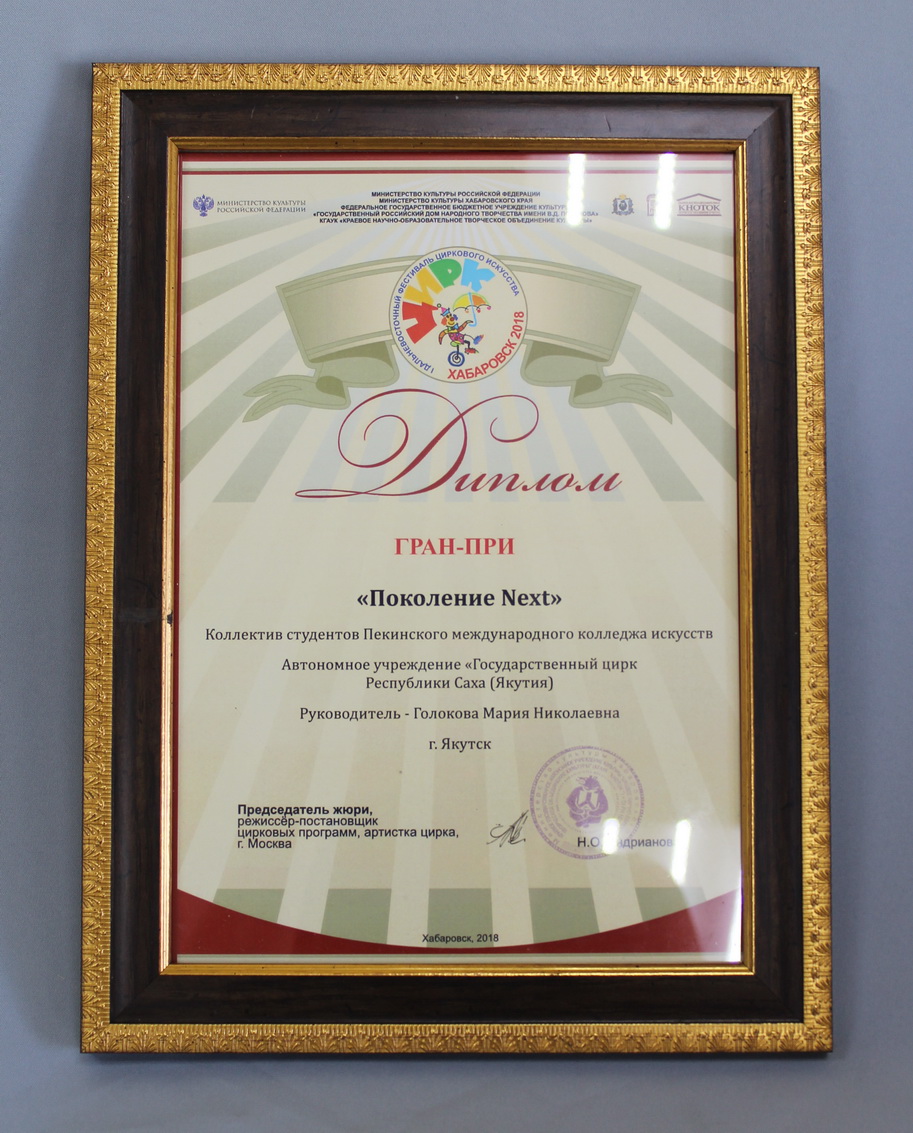 МИНИСТЕРСТВО КУЛЬТУРЫ
РОССИЙСКОЙ ФЕДЕРАЦИИ
МИНИСТЕРСТВО КУЛЬТУРЫ РОССИЙСКОЙ ФЕДЕРАЦИИ
МИНИСТЕРСТВО КУЛЬТУРЫ ХАБАРОВСКОГО КРАЯ
ФЕДЕРАЛЬНОЕ ГОСУДАРСТВЕННОЕ БЮДЖЕТНОЕ УЧРЕЖДЕНИЕ
«ГОСУДАРСТВЕННЫЙ РОССИЙСКИЙ ДОМ НАРОДНОГО ТВОРЧЕСТВА ИМЕНИ В.Д.
КГАУК «КРАЕВОЕ НАУЧНО-ОБРАЗОВАТЕЛЬНОЕ ТВОРЧЕСКОЕ ОБЪЕДИНЕНИЕ
КНОТОК
I ДАЛЬНЕВОСТОЧНЫЙ ФЕСТИВАЛЬ ЦИРКОВОГО ИСКУССТВА
ЦИРК
ХАБАРОВСК 2018
Диплом
ГРАН-ПРИ
«Поколение Next»
Коллектив студентов Пекинского международного колледжа искусств
Автономное учреждение «Государственный цирк
Республики Саха (Якутия)
Руководитель - Голокова Мария Николаевна
г. Якутск
Председатель жюри,
режиссёр-постановщик
цирковых программ, артистка цирка,
г. Москва
Хабаровск, 2018